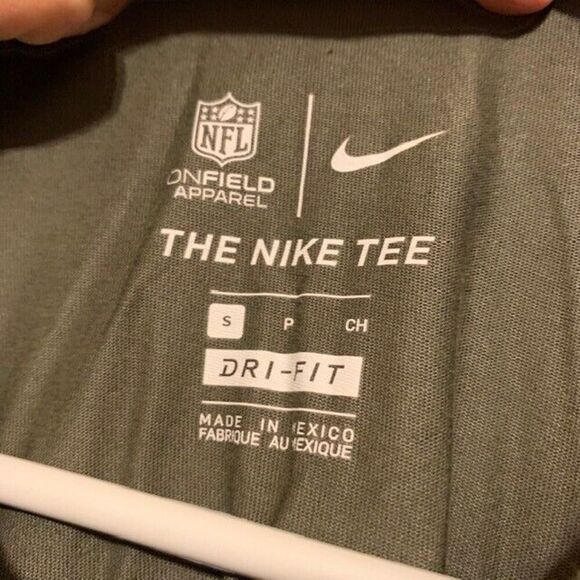 NFL
ONFIELD
APPAREL
THE NIKE TEE
S P CH
DRI-FIT
MADE IN MEXICO
FABRIQUE AU MEXIQUE